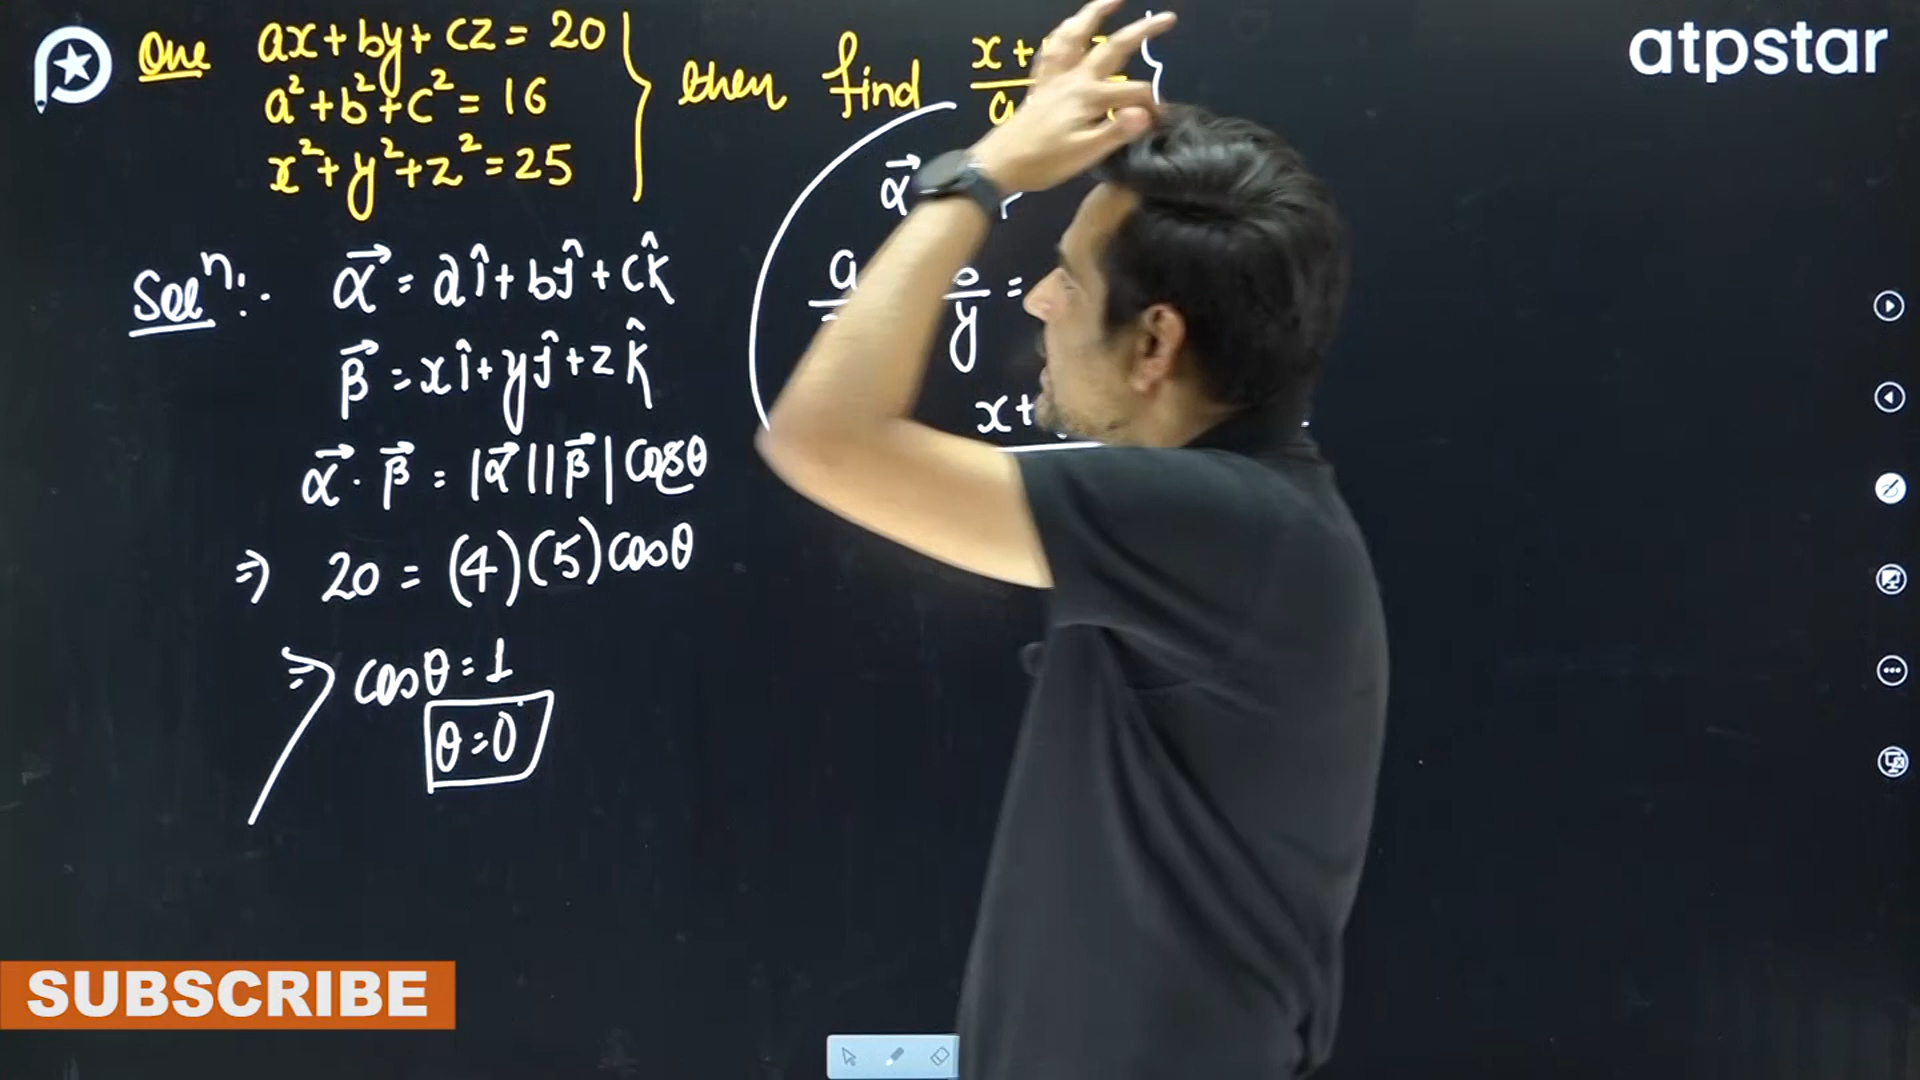 Que ax+by+cz=20
a²+b²+c²=16
x²+y²+z²=25
then find x+
a
atpstar
Solⁿ:·
α⃗ = aî+bĵ+ck̂
β⃗ = xî+yĵ+zk̂
α⃗·β⃗ = |α⃗||β⃗|cosθ
⇒ 20 = (4)(5)cosθ
⇒ cosθ=1
θ=0°
α⃗
a
y =
x+
SUBSCRIBE